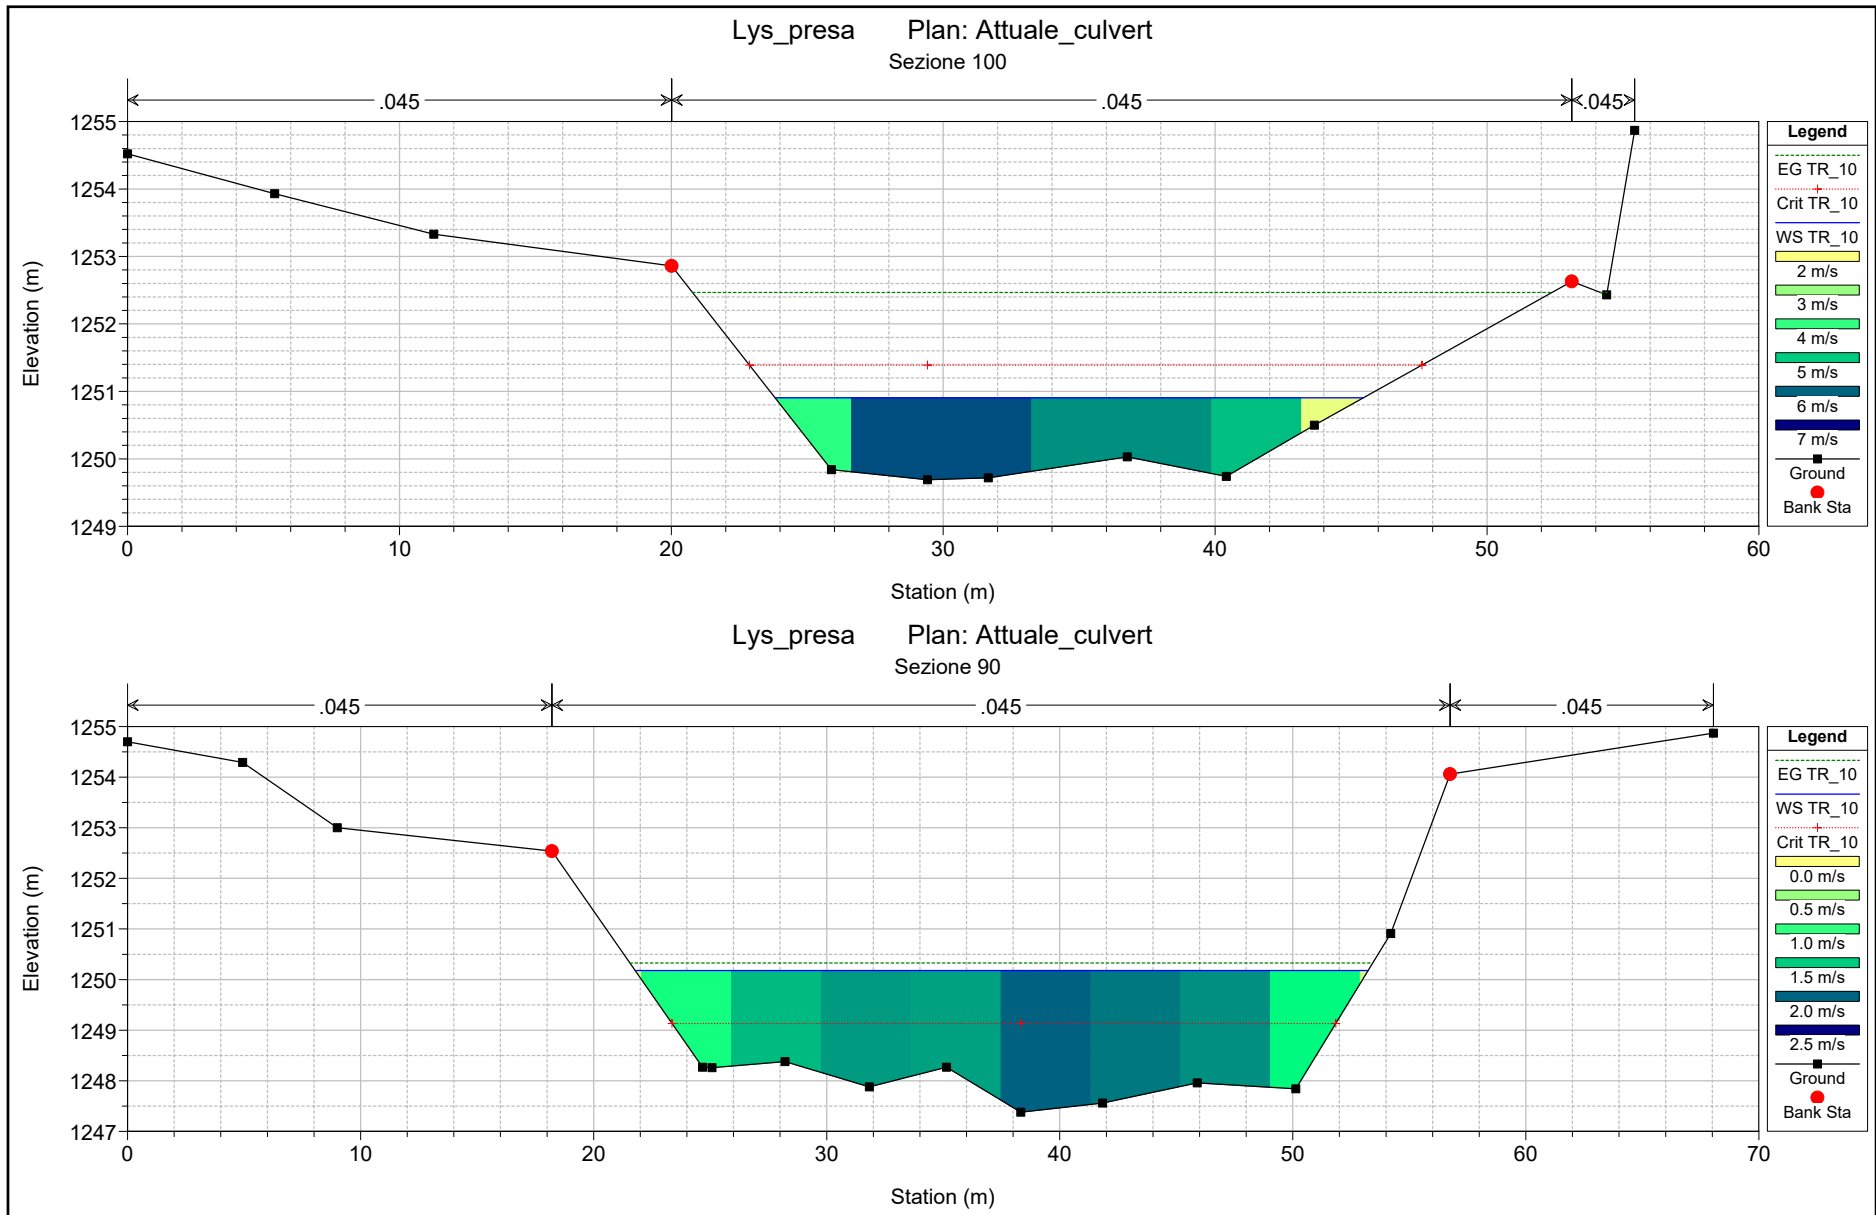 Lys_presa Plan: Attuale_culvert
Sezione 100
.045 .045 .045
Elevation (m)
1255
1254
1253
1252
1251
1250
1249
0 10 20 30 40 50 60
Station (m)
Legend
EG TR_10
Crit TR_10
WS TR_10
2 m/s
3 m/s
4 m/s
5 m/s
6 m/s
7 m/s
Ground
Bank Sta
Lys_presa Plan: Attuale_culvert
Sezione 90
.045 .045 .045
Elevation (m)
1255
1254
1253
1252
1251
1250
1249
1248
1247
0 10 20 30 40 50 60 70
Station (m)
Legend
EG TR_10
WS TR_10
Crit TR_10
0.0 m/s
0.5 m/s
1.0 m/s
1.5 m/s
2.0 m/s
2.5 m/s
Ground
Bank Sta